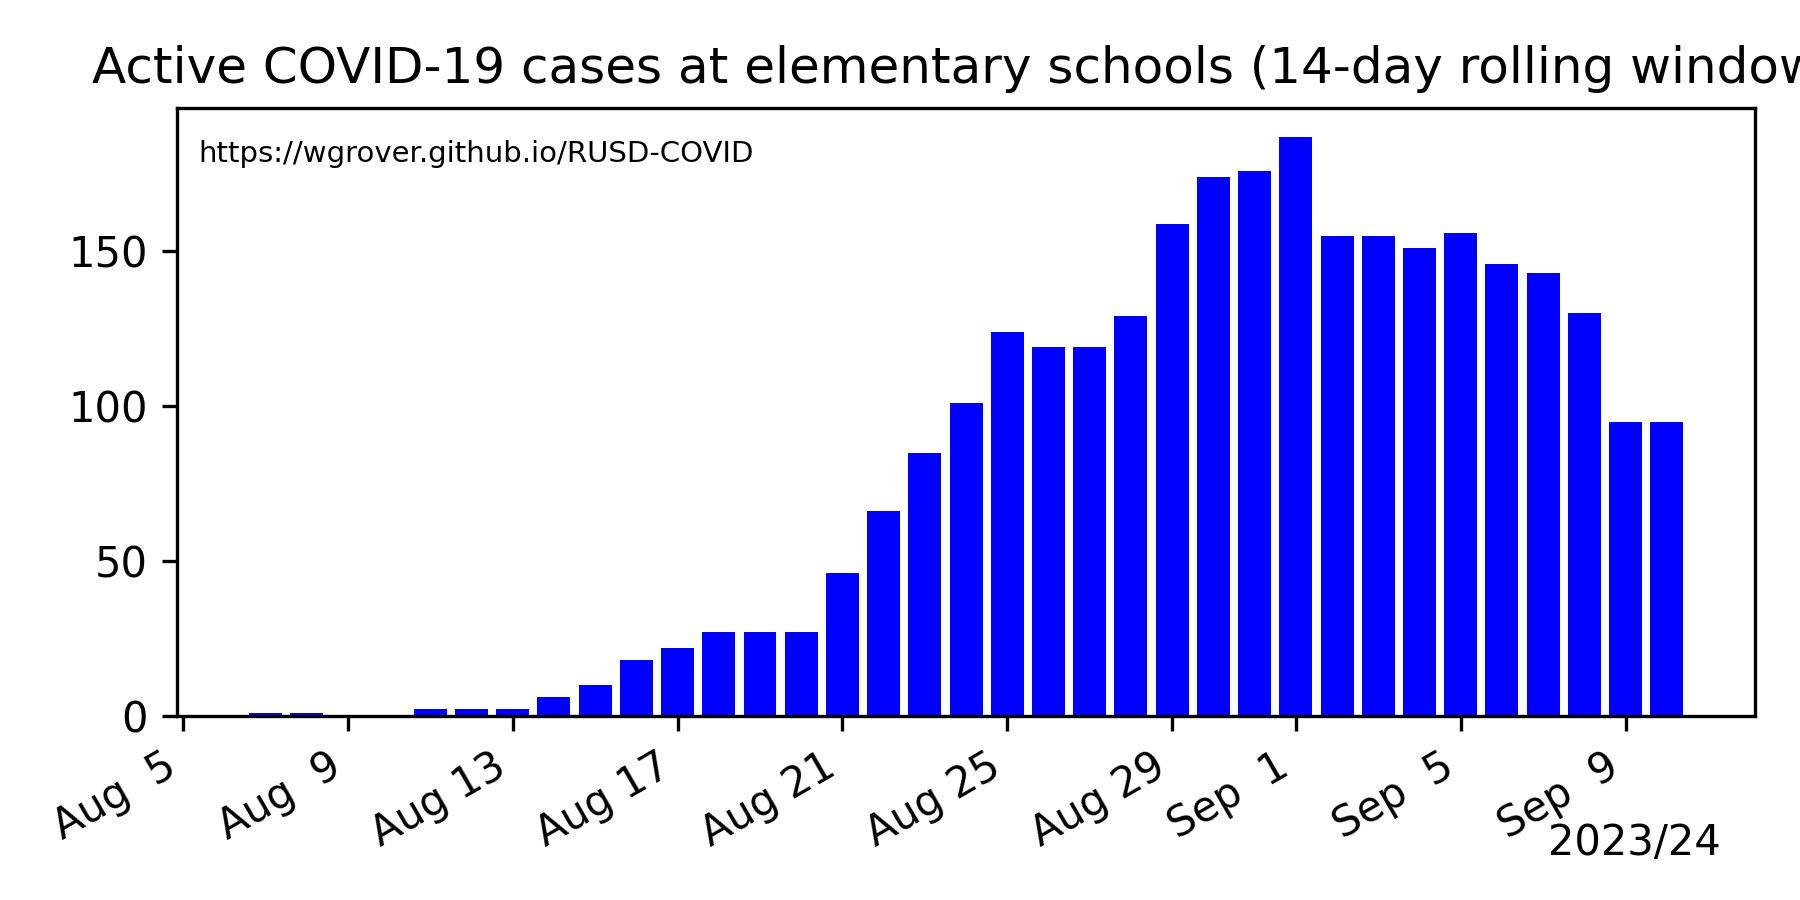 Active COVID-19 cases at elementary schools (14-day rolling window
https://wgrover.github.io/RUSD-COVID
150
100
50
0
Aug 5
Aug 9
Aug 13
Aug 17
Aug 21
Aug 25
Aug 29
Sep 1
Sep 5
Sep 9
2023/24